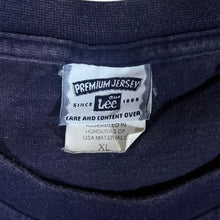 PREMIUM JERSEY
SINCE Lee 1889
CARE AND CONTENT OVER
ASSEMBLED IN
HONDURAS OF
USA MATERIALS
XL